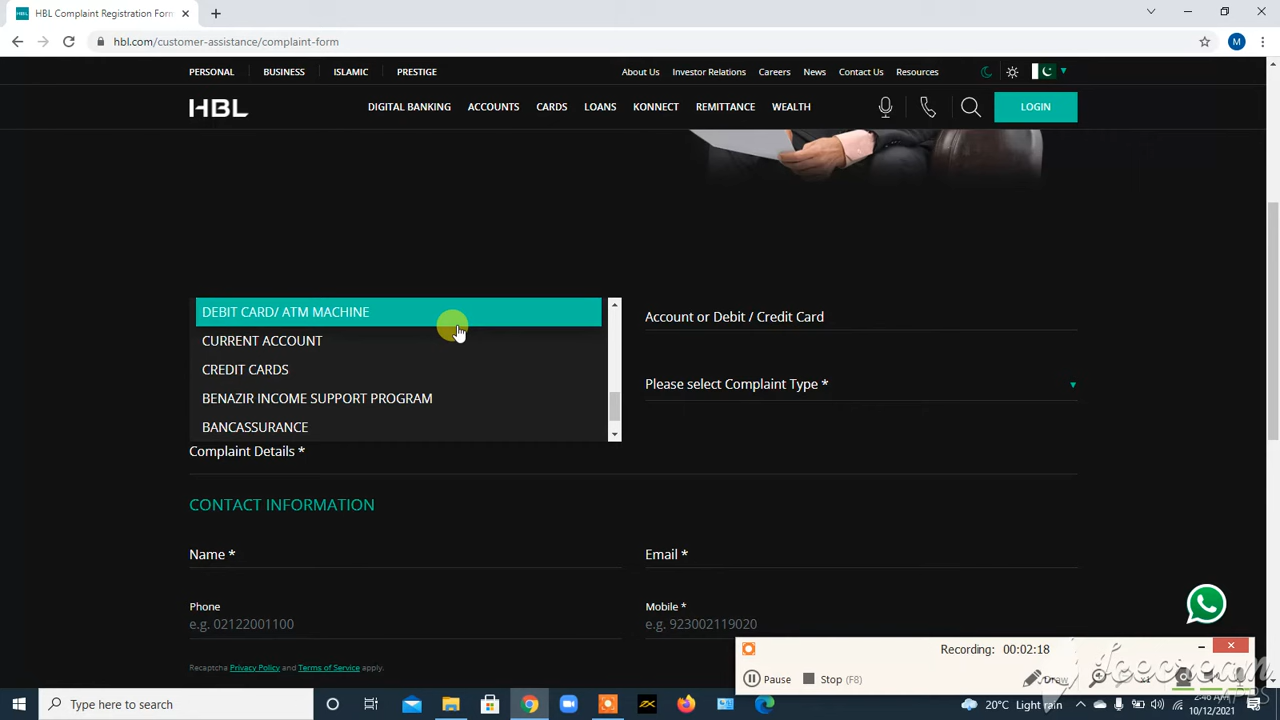 HBL Complaint Registration Form
hbl.com/customer-assistance/complaint-form
M
PERSONAL BUSINESS ISLAMIC PRESTIGE About Us Investor Relations Careers News Contact Us Resources
HBL DIGITAL BANKING ACCOUNTS CARDS LOANS KONNECT REMITTANCE WEALTH LOGIN
DEBIT CARD/ ATM MACHINE
CURRENT ACCOUNT
CREDIT CARDS
BENAZIR INCOME SUPPORT PROGRAM
BANCASSURANCE
Account or Debit / Credit Card
Please select Complaint Type *
Complaint Details *
CONTACT INFORMATION
Name * Email *
Phone Mobile *
e.g. 02122001100 e.g. 923002119020
Recaptcha Privacy Policy and Terms of Service apply.
Recording: 00:02:18
Pause Stop (F8) Draw
Icecream
APPS
Type here to search
20°C Light rain
10/12/2021